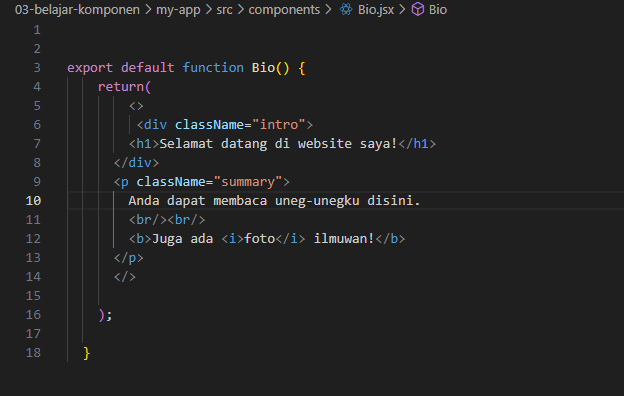 03-belajar-komponen > my-app > src > components > Bio.jsx > Bio
1
2
3 export default function Bio() {
4 return(
5 <>
6 <div className="intro">
7 <h1>Selamat datang di website saya!</h1>
8 </div>
9 <p className="summary">
10 Anda dapat membaca uneg-unegku disini.
11 <br/><br/>
12 <b>Juga ada <i>foto</i> ilmuwan!</b>
13 </p>
14 </>
15
16 );
17
18 }